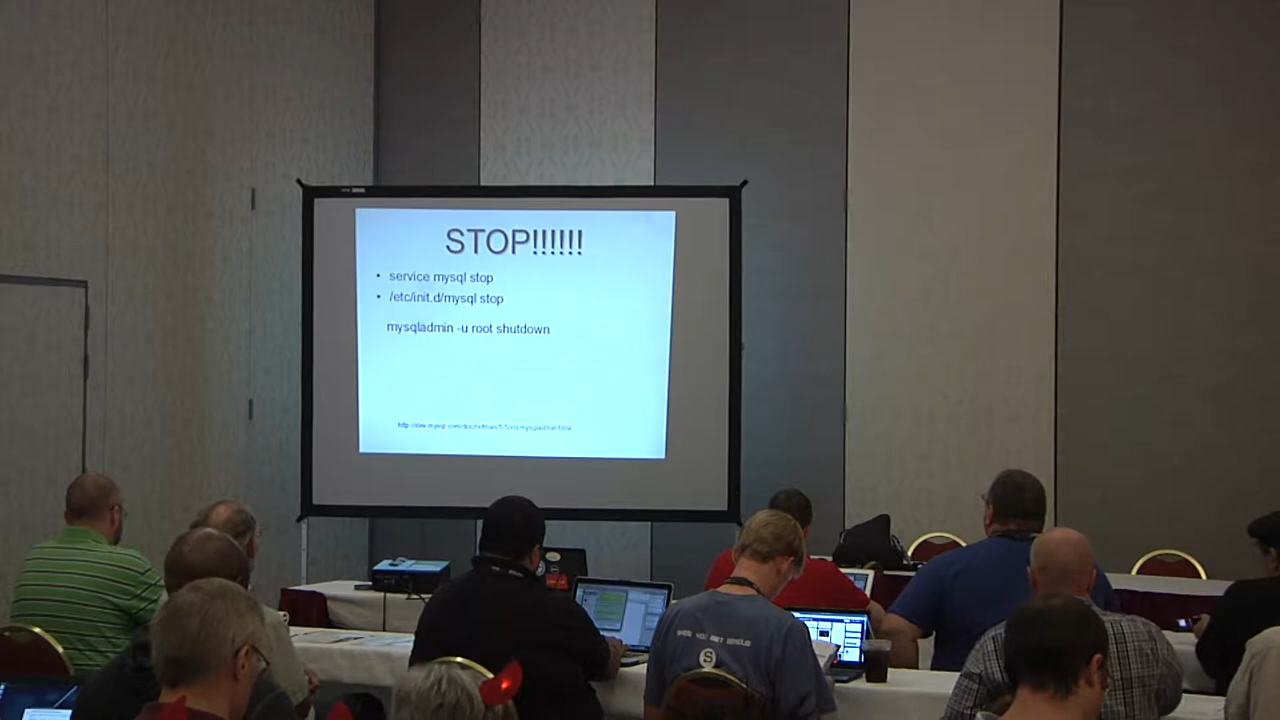 STOP!!!!!!
• service mysql stop
• /etc/init.d/mysql stop
mysqladmin -u root shutdown
S